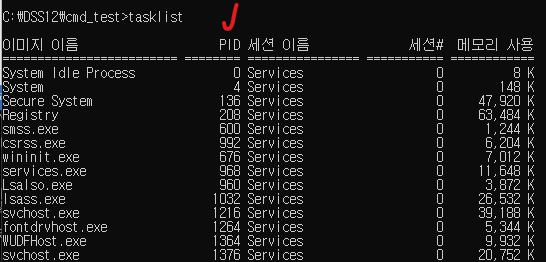 C:\DSS12\cmd_test>tasklist
이미지 이름 PID 세션 이름 세션# 메모리 사용
========================= ======== ================ =========== ============
System Idle Process 0 Services 0 8 K
System 4 Services 0 148 K
Secure System 136 Services 0 47,920 K
Registry 208 Services 0 63,484 K
smss.exe 600 Services 0 1,244 K
csrss.exe 992 Services 0 6,204 K
wininit.exe 676 Services 0 7,012 K
services.exe 968 Services 0 11,648 K
LsaIso.exe 960 Services 0 3,872 K
lsass.exe 1032 Services 0 26,532 K
svchost.exe 1216 Services 0 39,188 K
fontdrvhost.exe 1264 Services 0 5,344 K
WUDFHost.exe 1364 Services 0 9,932 K
svchost.exe 1376 Services 0 20,752 K